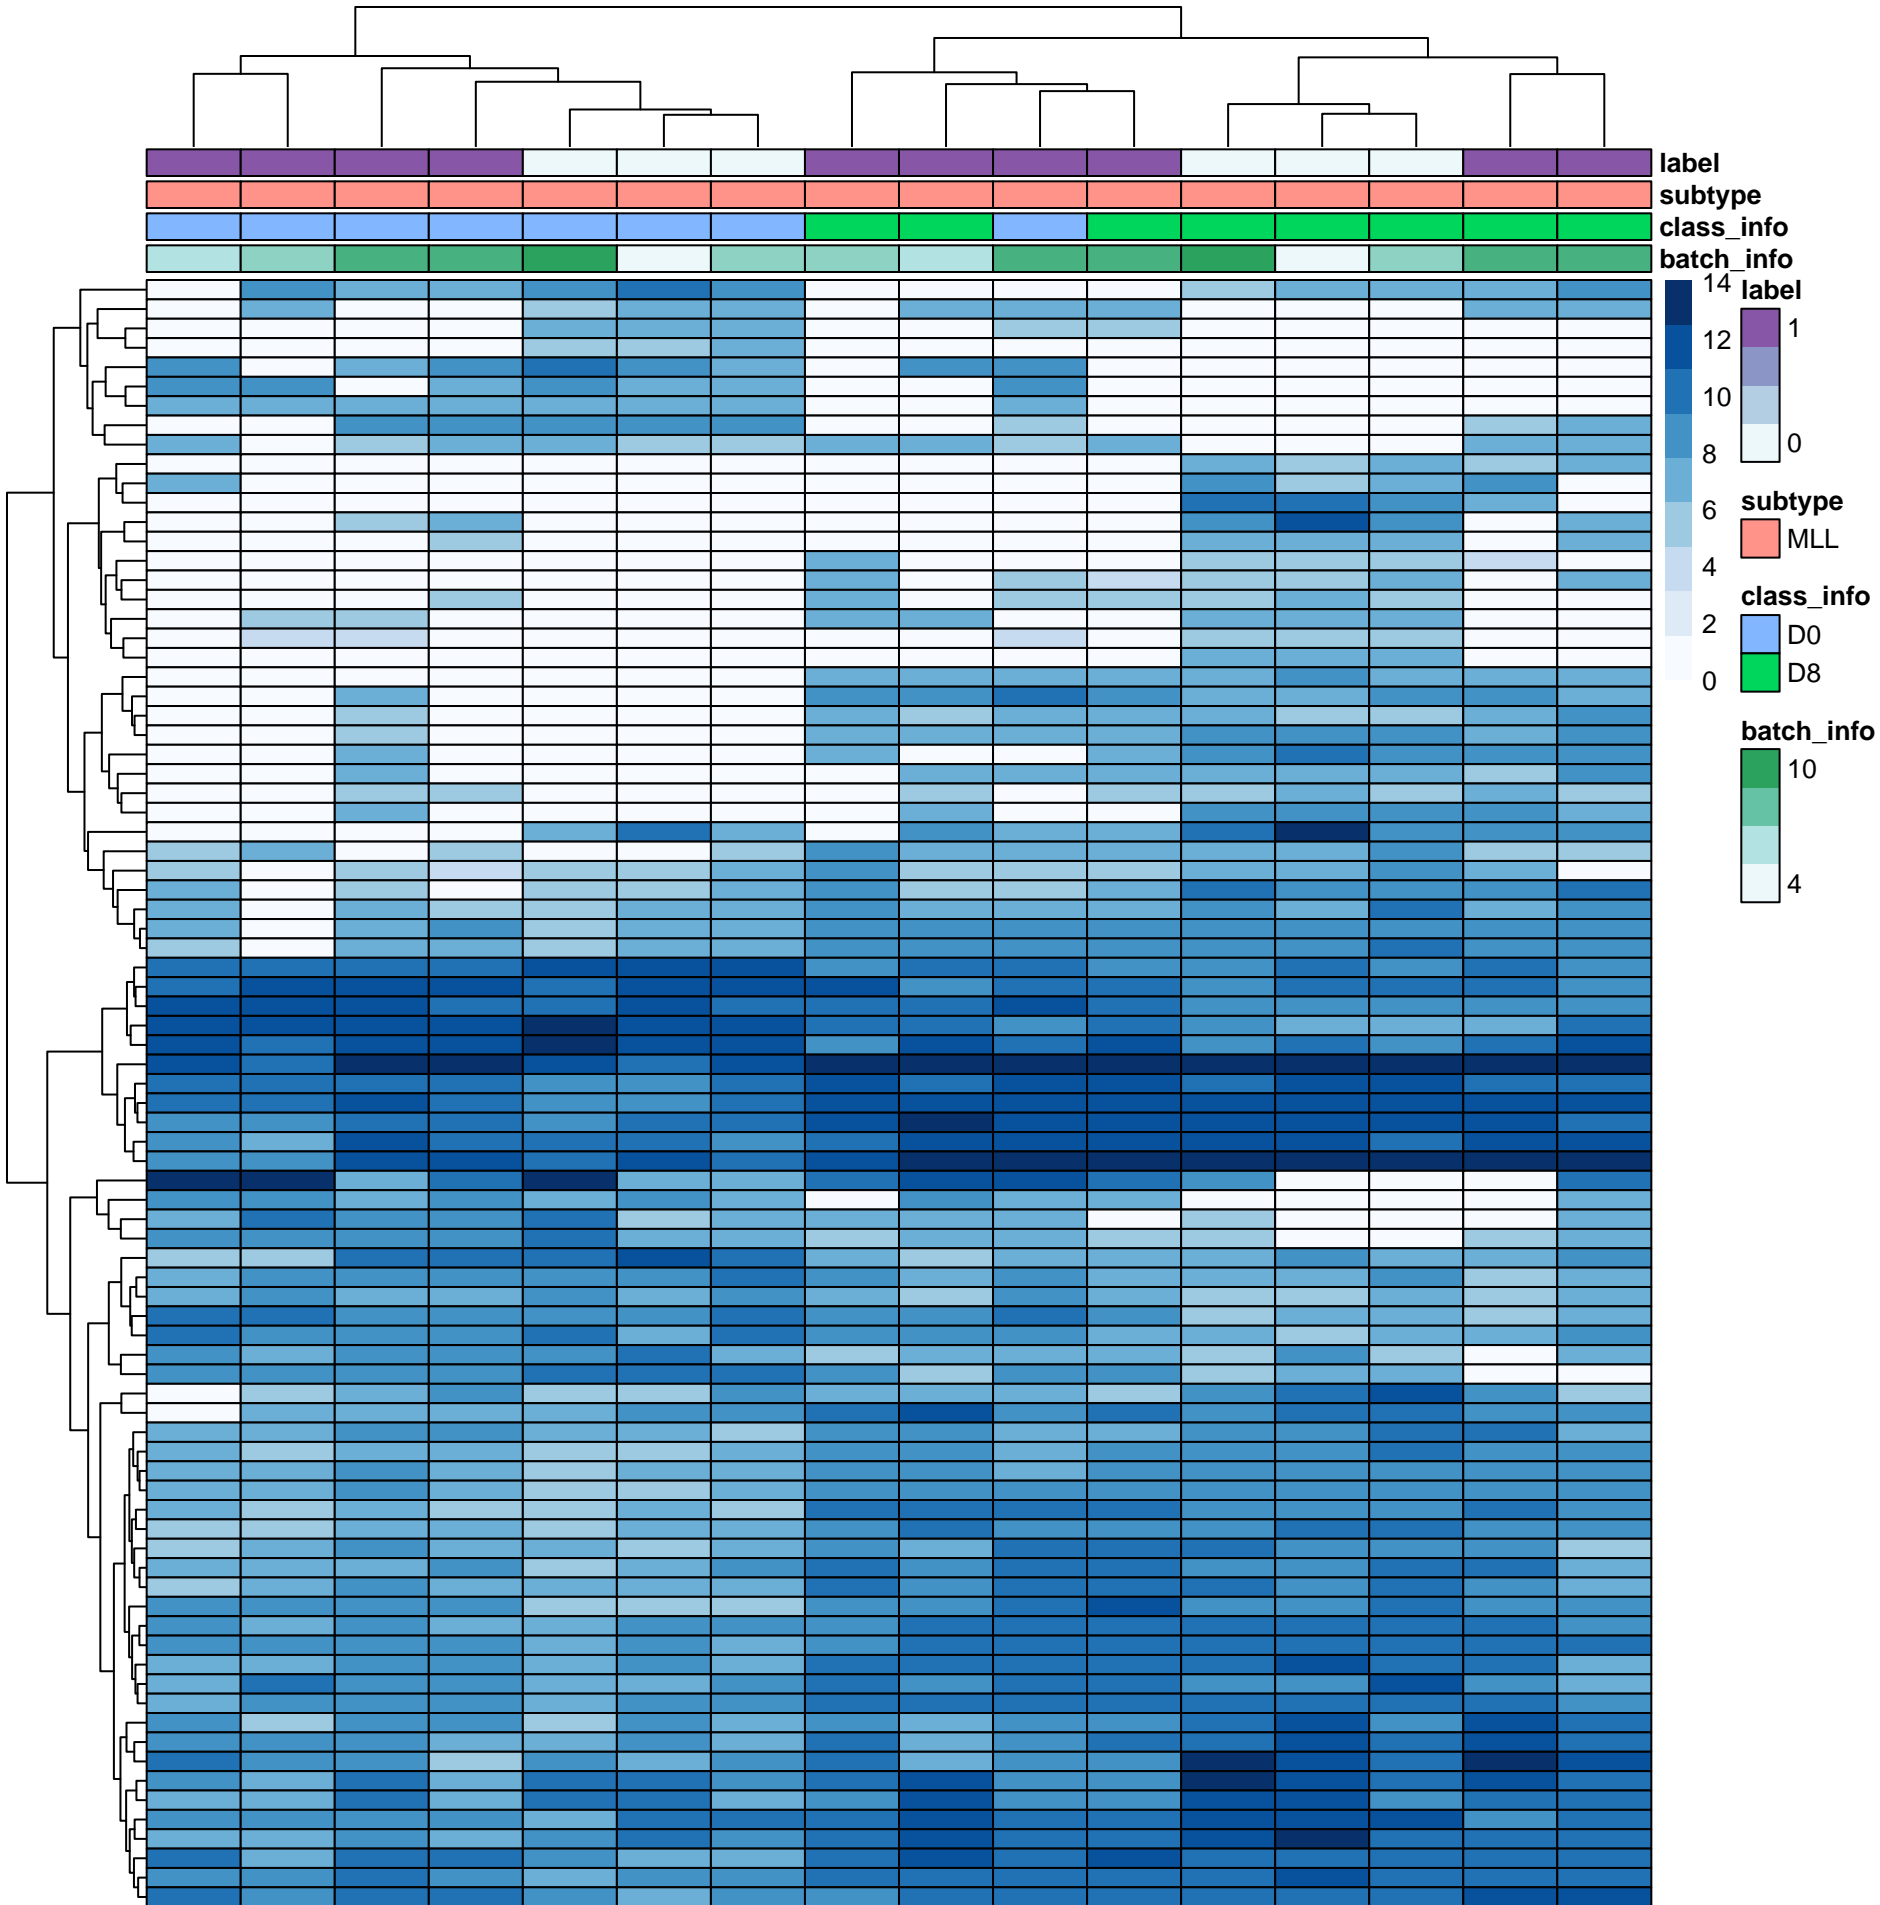 label
subtype
class_info
batch_info
14
12
10
8
6
4
2
0
label
1
0
subtype
MLL
class_info
D0
D8
batch_info
10
4